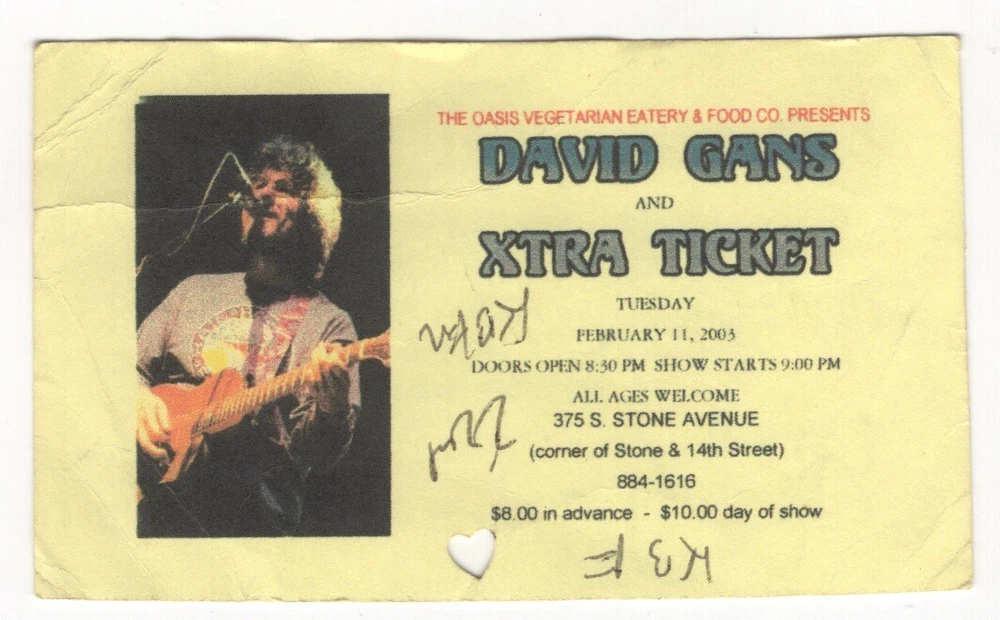 THE OASIS VEGETARIAN EATERY & FOOD CO. PRESENTS
DAVID GANS
AND
XTRA TICKET
TUESDAY
FEBRUARY 11, 2003
DOORS OPEN 8:30 PM SHOW STARTS 9:00 PM
ALL AGES WELCOME
375 S. STONE AVENUE
(corner of Stone & 14th Street)
884-1616
$8.00 in advance - $10.00 day of show